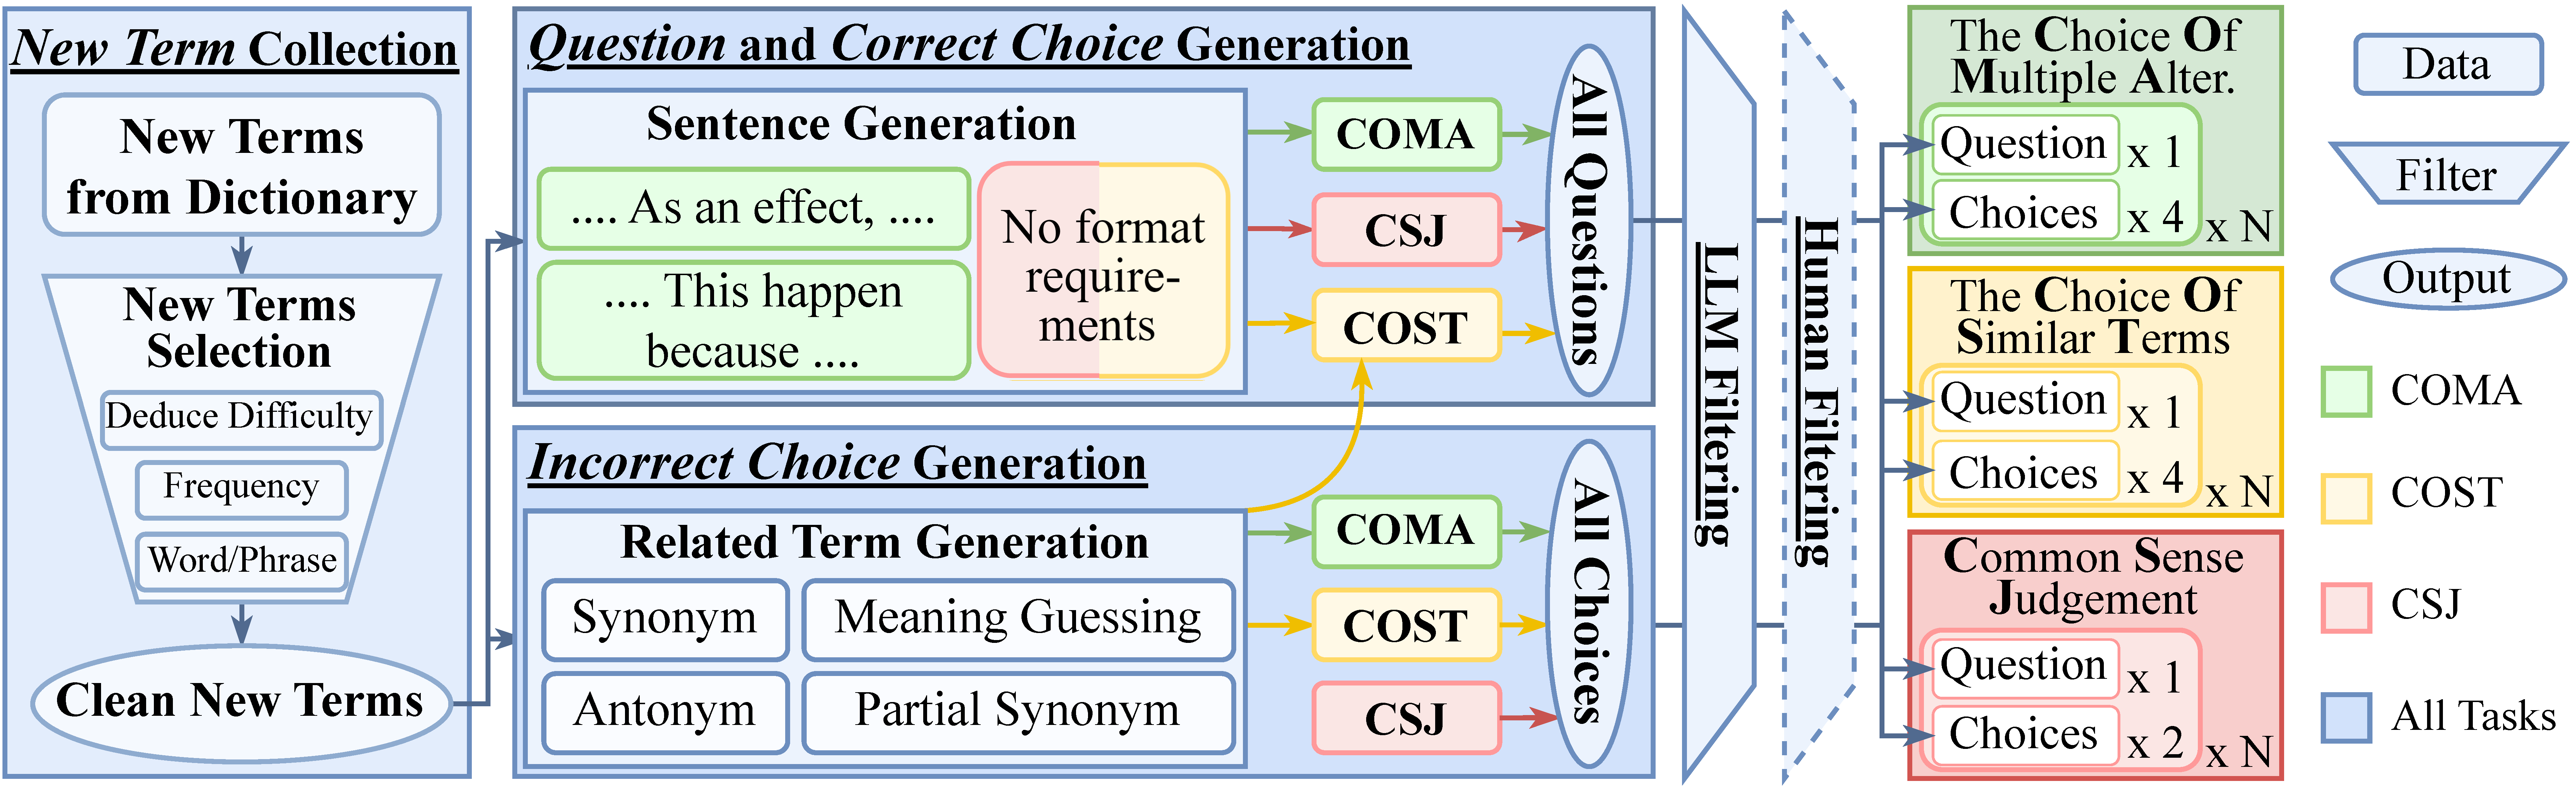 New Term Collection
New Terms
from Dictionary
New Terms
Selection
Deduce Difficulty
Frequency
Word/Phrase
Clean New Terms
Question and Correct Choice Generation
Sentence Generation
.... As an effect, ....
.... This happen
because ....
No format
require-
ments
COMA
CSJ
COST
All Questions
Incorrect Choice Generation
Related Term Generation
Synonym
Meaning Guessing
Antonym
Partial Synonym
COMA
COST
CSJ
All Choices
LLM Filtering
Human Filtering
The Choice Of
Multiple Alter.
Question x 1
Choices x 4
x N
The Choice Of
Similar Terms
Question x 1
Choices x 4
x N
Common Sense
Judgement
Question x 1
Choices x 2
x N
Data
Filter
Output
COMA
COST
CSJ
All Tasks